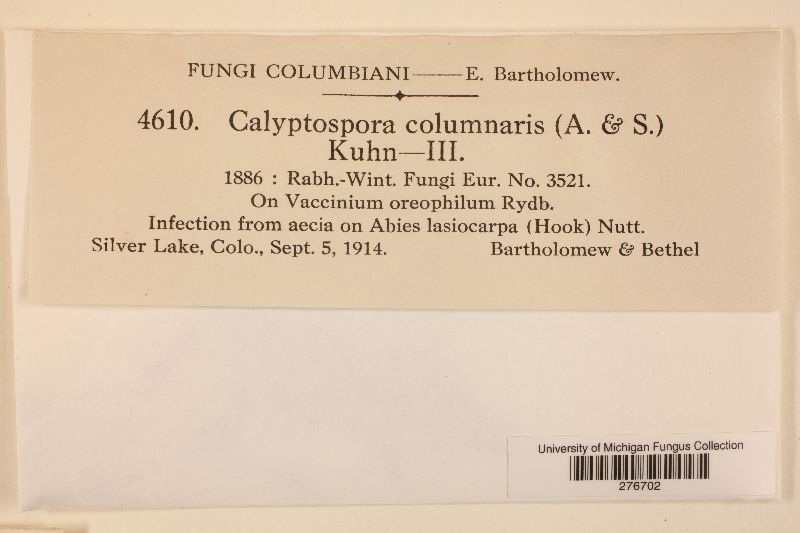 FUNGI COLUMBIANI——E. Bartholomew.
4610. Calyptospora columnaris (A. & S.)
Kuhn—III.
1886 : Rabh.-Wint. Fungi Eur. No. 3521.
On Vaccinium oreophilum Rydb.
Infection from aecia on Abies lasiocarpa (Hook) Nutt.
Silver Lake, Colo., Sept. 5, 1914. Bartholomew & Bethel
University of Michigan Fungus Collection
276702